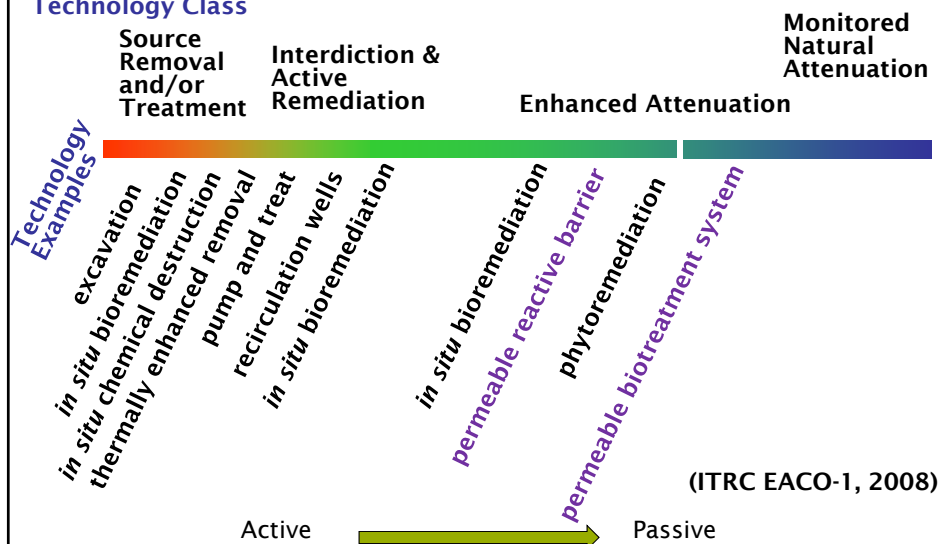 Technology Class
Source
Removal
and/or
Treatment
Interdiction &
Active
Remediation
Enhanced Attenuation
Monitored
Natural
Attenuation
Technology
Examples
excavation
in situ bioremediation
in situ chemical destruction
thermally enhanced removal
pump and treat
recirculation wells
in situ bioremediation
in situ bioremediation
permeable reactive barrier
phytoremediation
permeable biotreatment system
(ITRC EACO-1, 2008)
Active
Passive